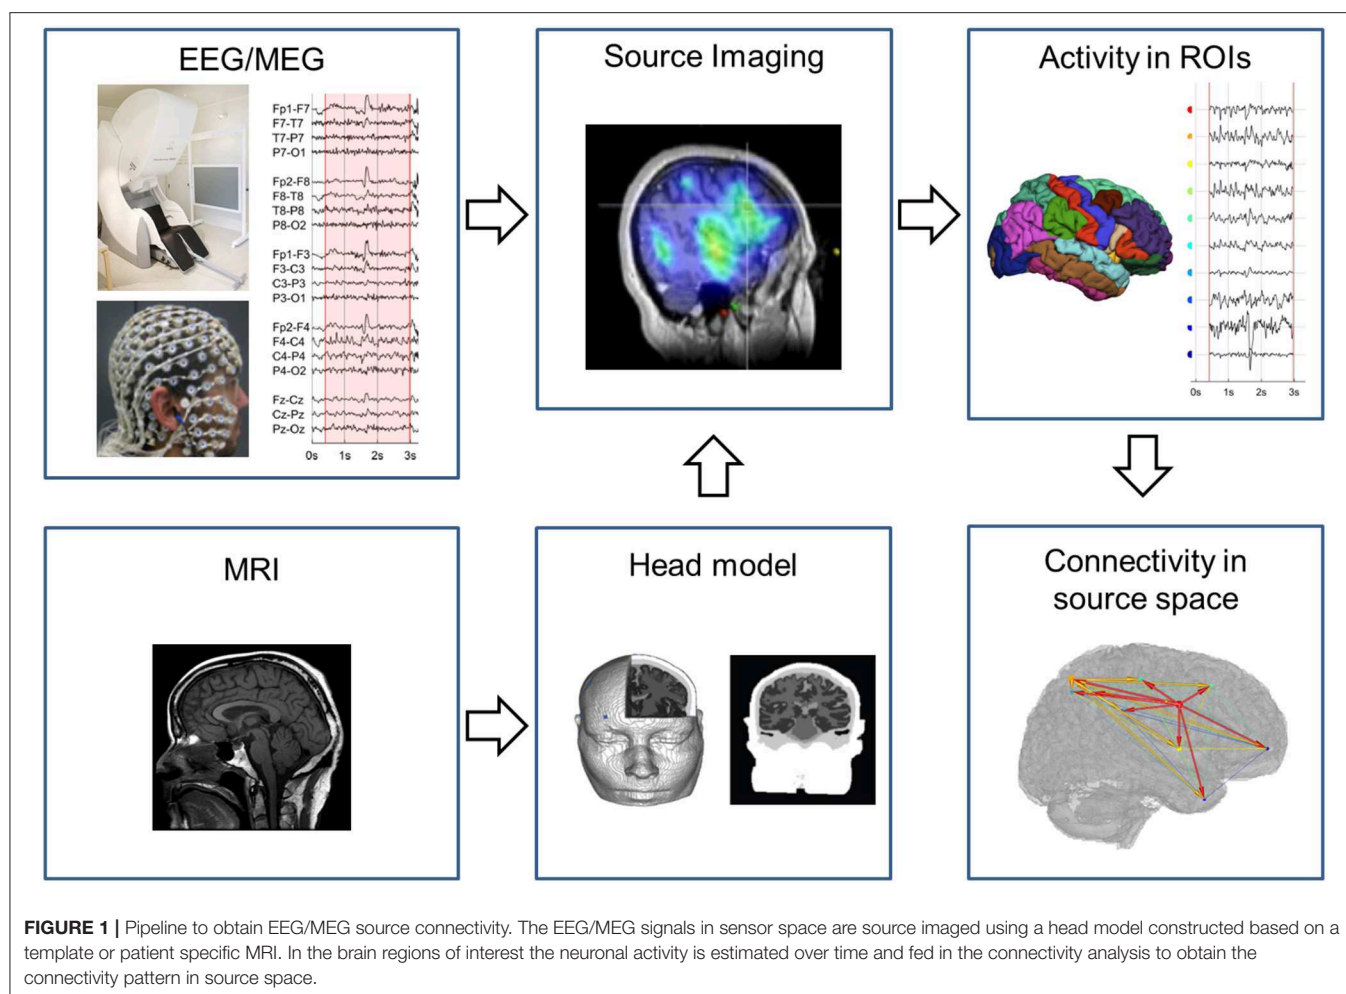 EEG/MEG
Fp1-F7
F7-T7
T7-P7
P7-O1
Fp2-F8
F8-T8
T8-P8
P8-O2
Fp1-F3
F3-C3
C3-P3
P3-O1
Fp2-F4
F4-C4
C4-P4
P4-O2
Fz-Cz
Cz-Pz
Pz-Oz
0s 1s 2s 3s
Source Imaging
Activity in ROIs
0s 1s 2s 3s
MRI
Head model
Connectivity in
source space
FIGURE 1 | Pipeline to obtain EEG/MEG source connectivity. The EEG/MEG signals in sensor space are source imaged using a head model constructed based on a
template or patient specific MRI. In the brain regions of interest the neuronal activity is estimated over time and fed in the connectivity analysis to obtain the
connectivity pattern in source space.